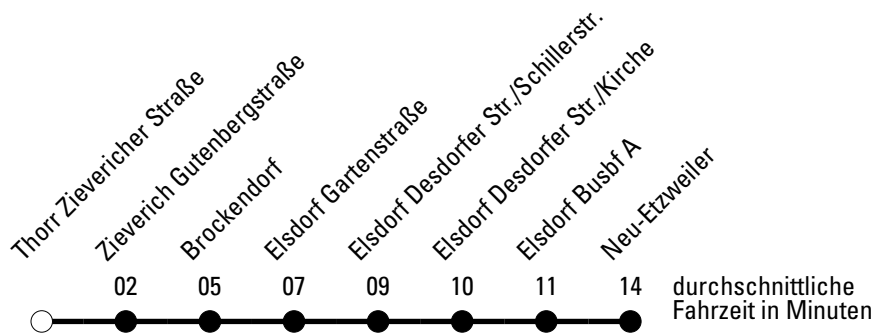 Thorr Zievericher Straße
Zieverich Gutenbergstraße
Brockendorf
Elsdorf Gartenstraße
Elsdorf Desdorfer Str./Schillerstr.
Elsdorf Desdorfer Str./Kirche
Elsdorf Busbf A
Neu-Etzweiler
02 05 07 09 10 11 14 durchschnittliche
Fahrzeit in Minuten